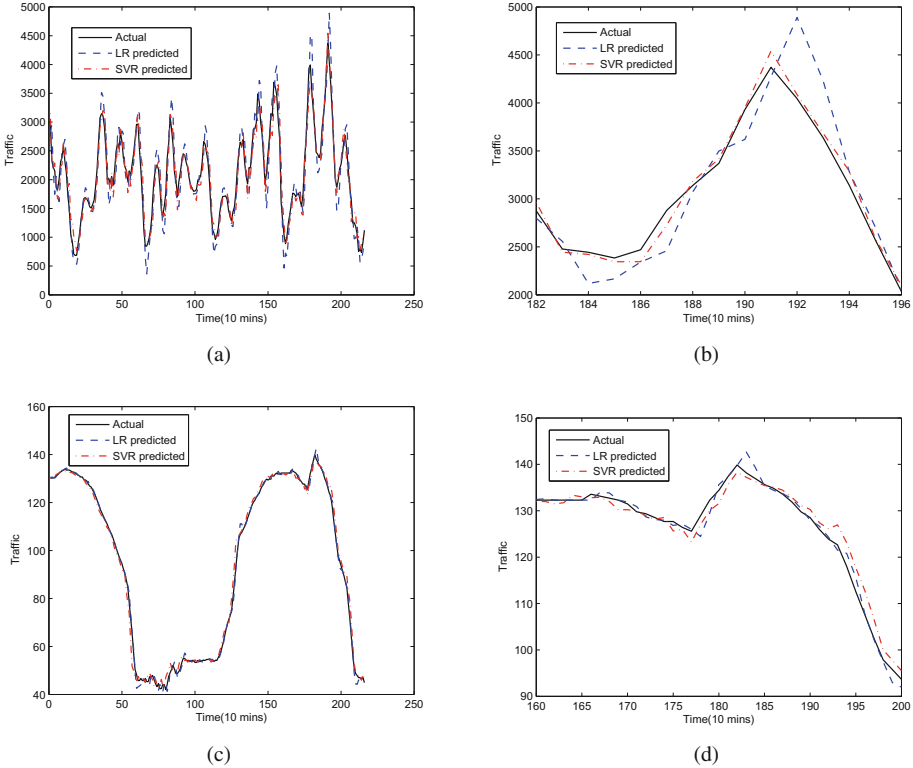 5000
4500
4000
3500
3000
2500
2000
1500
1000
500
0
Traffic
Actual
LR predicted
SVR predicted
0 50 100 150 200 250
Time(10 mins)
(a)
5000
4500
4000
3500
3000
2500
2000
Traffic
Actual
LR predicted
SVR predicted
182 184 186 188 190 192 194 196
Time(10 mins)
(b)
160
140
120
100
80
60
40
Traffic
Actual
LR predicted
SVR predicted
0 50 100 150 200 250
Time(10 mins)
(c)
150
140
130
120
110
100
90
Traffic
Actual
LR predicted
SVR predicted
160 165 170 175 180 185 190 195 200
Time(10 mins)
(d)